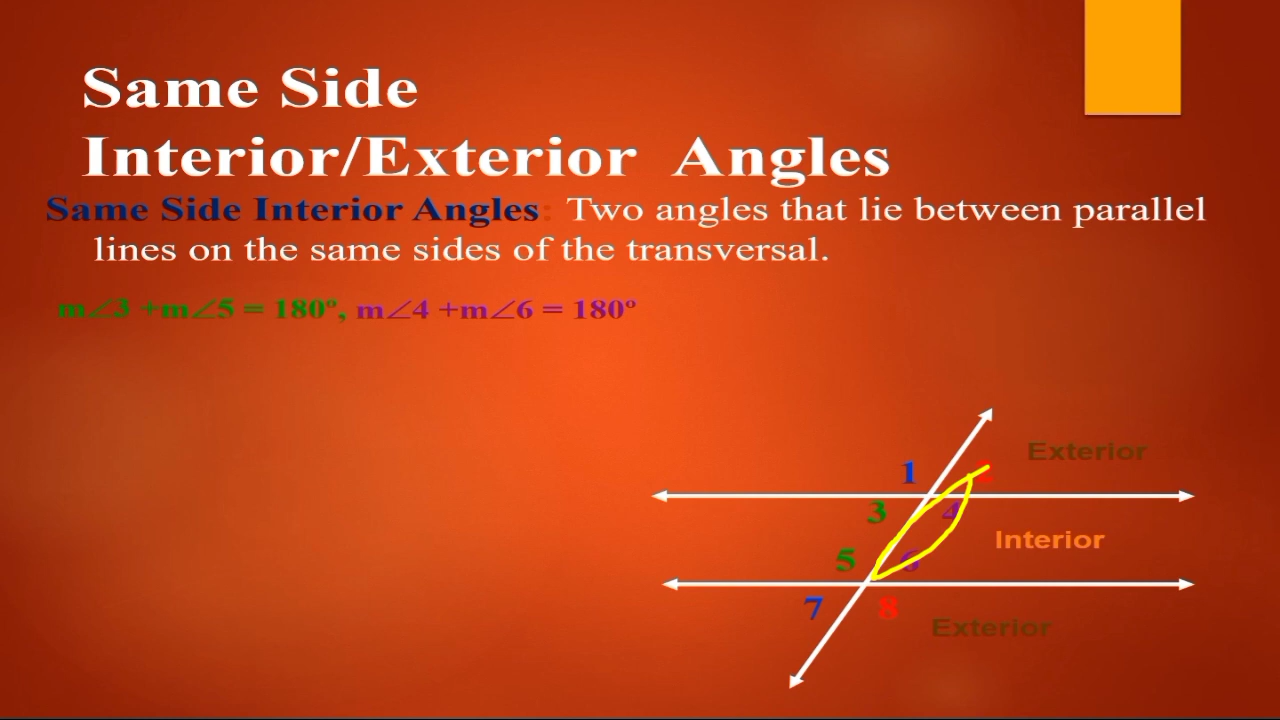 Same Side
Interior/Exterior Angles
Same Side Interior Angles: Two angles that lie between parallel
lines on the same sides of the transversal.
m∠3 +m∠5 = 180º, m∠4 +m∠6 = 180º
Exterior
1 2
3 4
Interior
5 6
7 8
Exterior